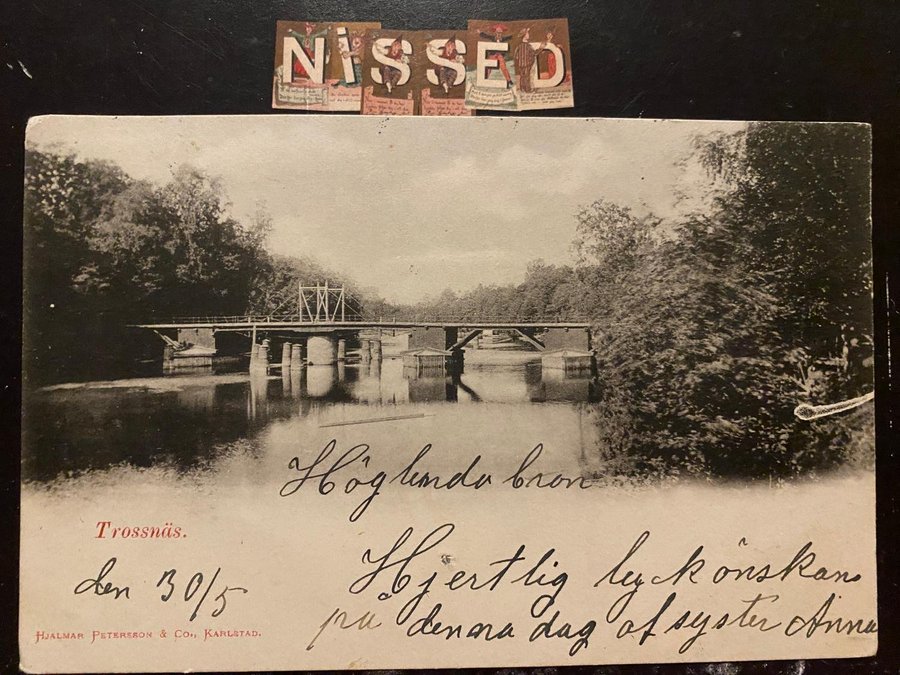 NiSSED
Höglunda bron
Trossnäs.
den 30/5
Hjertlig lyckönskan
på denna dag af syster Anna
HJALMAR PETERSSON & CO., KARLSTAD.